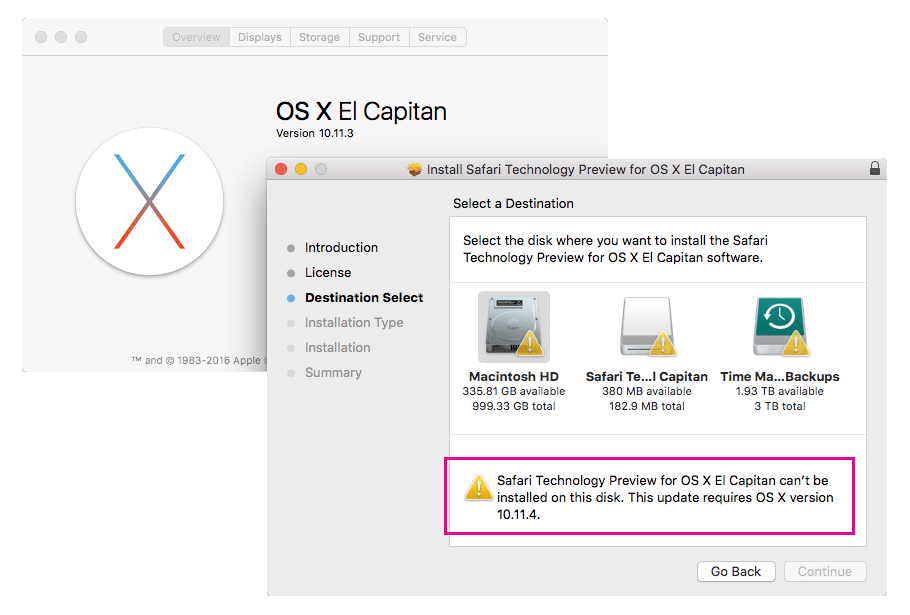 Overview Displays Storage Support Service
OS X El Capitan
Version 10.11.3
™ and © 1983-2016 Apple
Install Safari Technology Preview for OS X El Capitan
Select a Destination
Introduction
License
Destination Select
Installation Type
Installation
Summary
Select the disk where you want to install the Safari
Technology Preview for OS X El Capitan software.
Macintosh HD
335.81 GB available
999.33 GB total
Safari Te...l Capitan
380 MB available
182.9 MB total
Time Ma...Backups
1.93 TB available
3 TB total
Safari Technology Preview for OS X El Capitan can't be
installed on this disk. This update requires OS X version
10.11.4.
Go Back Continue